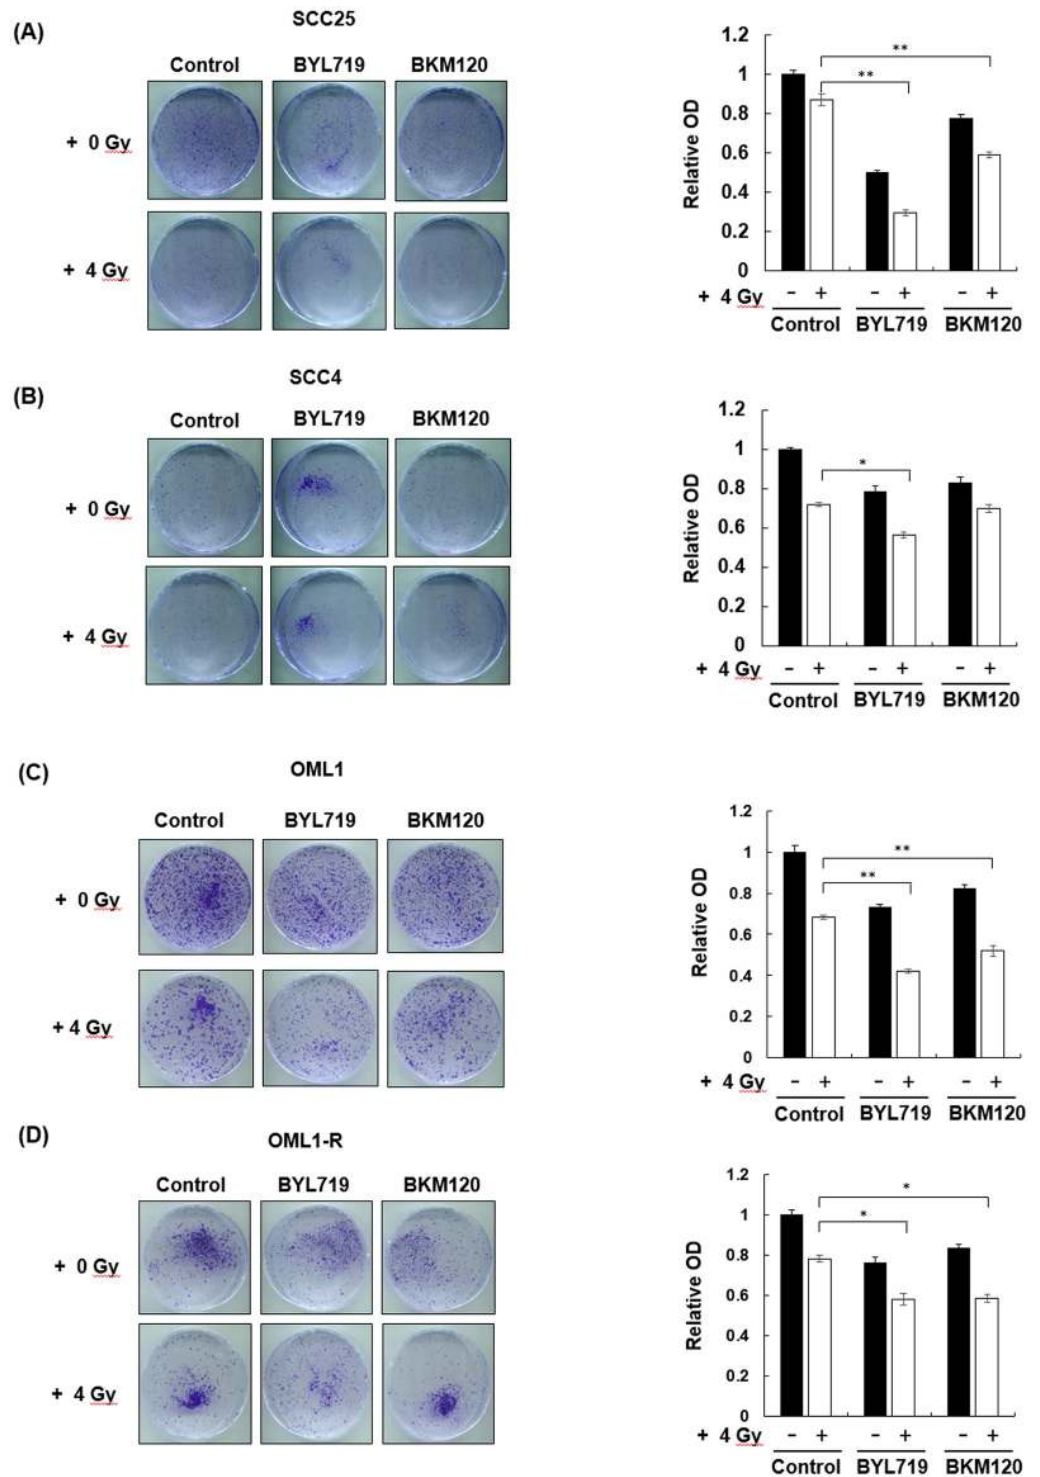 (A)
SCC25
Control BYL719 BKM120
+ 0 Gy
+ 4 Gy
1.2
1
0.8
0.6
0.4
0.2
0
Relative OD
**
**
+ 4 Gy - + - + - +
Control BYL719 BKM120
(B)
SCC4
Control BYL719 BKM120
+ 0 Gy
+ 4 Gy
1.2
1
0.8
0.6
0.4
0.2
0
Relative OD
*
+ 4 Gy - + - + - +
Control BYL719 BKM120
(C)
OML1
Control BYL719 BKM120
+ 0 Gy
+ 4 Gy
1.2
1
0.8
0.6
0.4
0.2
0
Relative OD
**
**
+ 4 Gy - + - + - +
Control BYL719 BKM120
(D)
OML1-R
Control BYL719 BKM120
+ 0 Gy
+ 4 Gy
1.2
1
0.8
0.6
0.4
0.2
0
Relative OD
*
*
+ 4 Gy - + - + - +
Control BYL719 BKM120